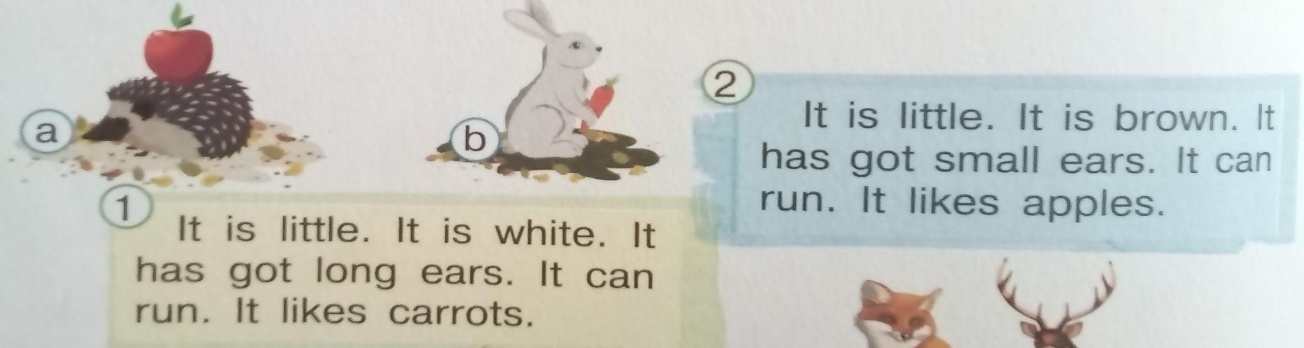 a
b
1
It is little. It is white. It
has got long ears. It can
run. It likes carrots.
2
It is little. It is brown. It
has got small ears. It can
run. It likes apples.